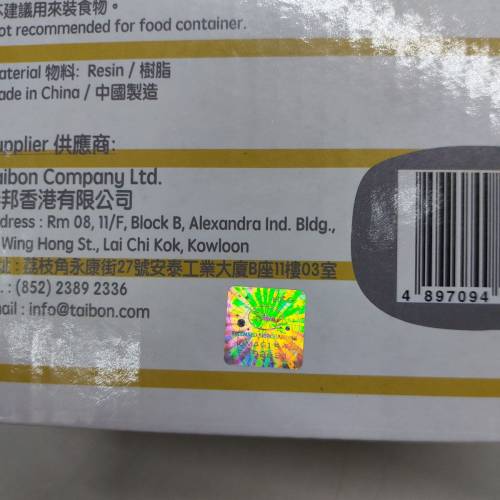 不建議用來裝食物。
ot recommended for food container.
aterial 物料: Resin / 樹脂
ade in China / 中國製造
upplier 供應商:
aibon Company Ltd.
邦香港有限公司
ddress : Rm 08, 11/F, Block B, Alexandra Ind. Bldg.,
Wing Hong St., Lai Chi Kok, Kowloon
址 : 荔枝角永康街27號安泰工業大廈B座11樓03室
. : (852) 2389 2336
mail : info@taibon.com
4 897094